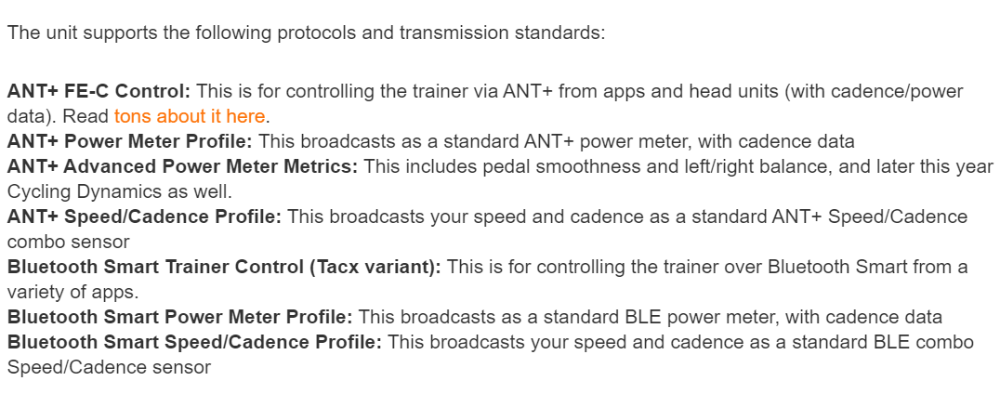 The unit supports the following protocols and transmission standards:
ANT+ FE-C Control: This is for controlling the trainer via ANT+ from apps and head units (with cadence/power
data). Read tons about it here.
ANT+ Power Meter Profile: This broadcasts as a standard ANT+ power meter, with cadence data
ANT+ Advanced Power Meter Metrics: This includes pedal smoothness and left/right balance, and later this year
Cycling Dynamics as well.
ANT+ Speed/Cadence Profile: This broadcasts your speed and cadence as a standard ANT+ Speed/Cadence
combo sensor
Bluetooth Smart Trainer Control (Tacx variant): This is for controlling the trainer over Bluetooth Smart from a
variety of apps.
Bluetooth Smart Power Meter Profile: This broadcasts as a standard BLE power meter, with cadence data
Bluetooth Smart Speed/Cadence Profile: This broadcasts your speed and cadence as a standard BLE combo
Speed/Cadence sensor